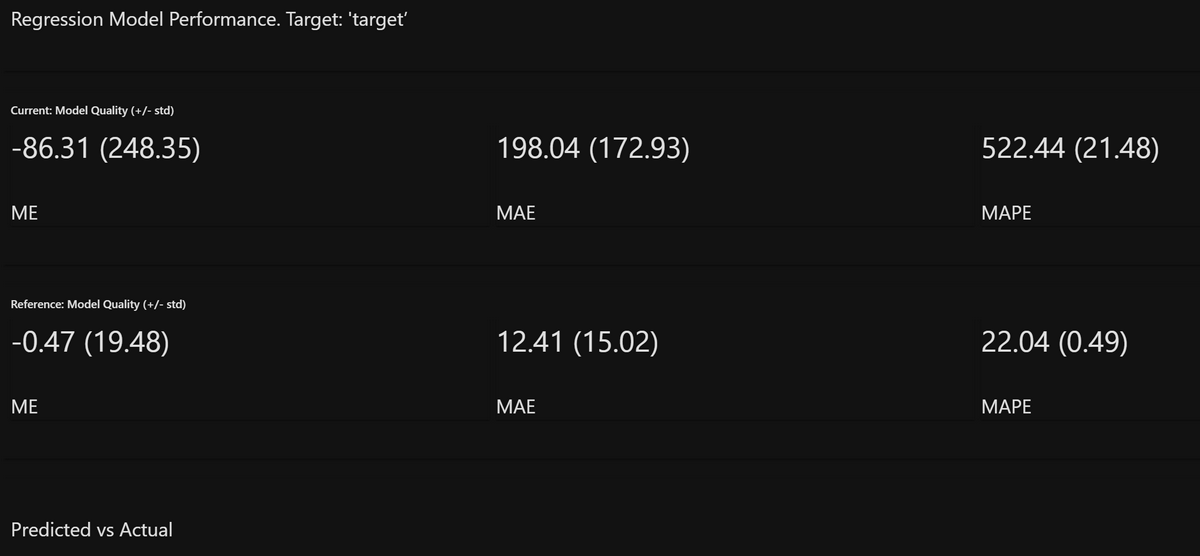 Regression Model Performance. Target: 'target’
Current: Model Quality (+/- std)
-86.31 (248.35)
198.04 (172.93)
522.44 (21.48)
ME
MAE
MAPE
Reference: Model Quality (+/- std)
-0.47 (19.48)
12.41 (15.02)
22.04 (0.49)
ME
MAE
MAPE
Predicted vs Actual